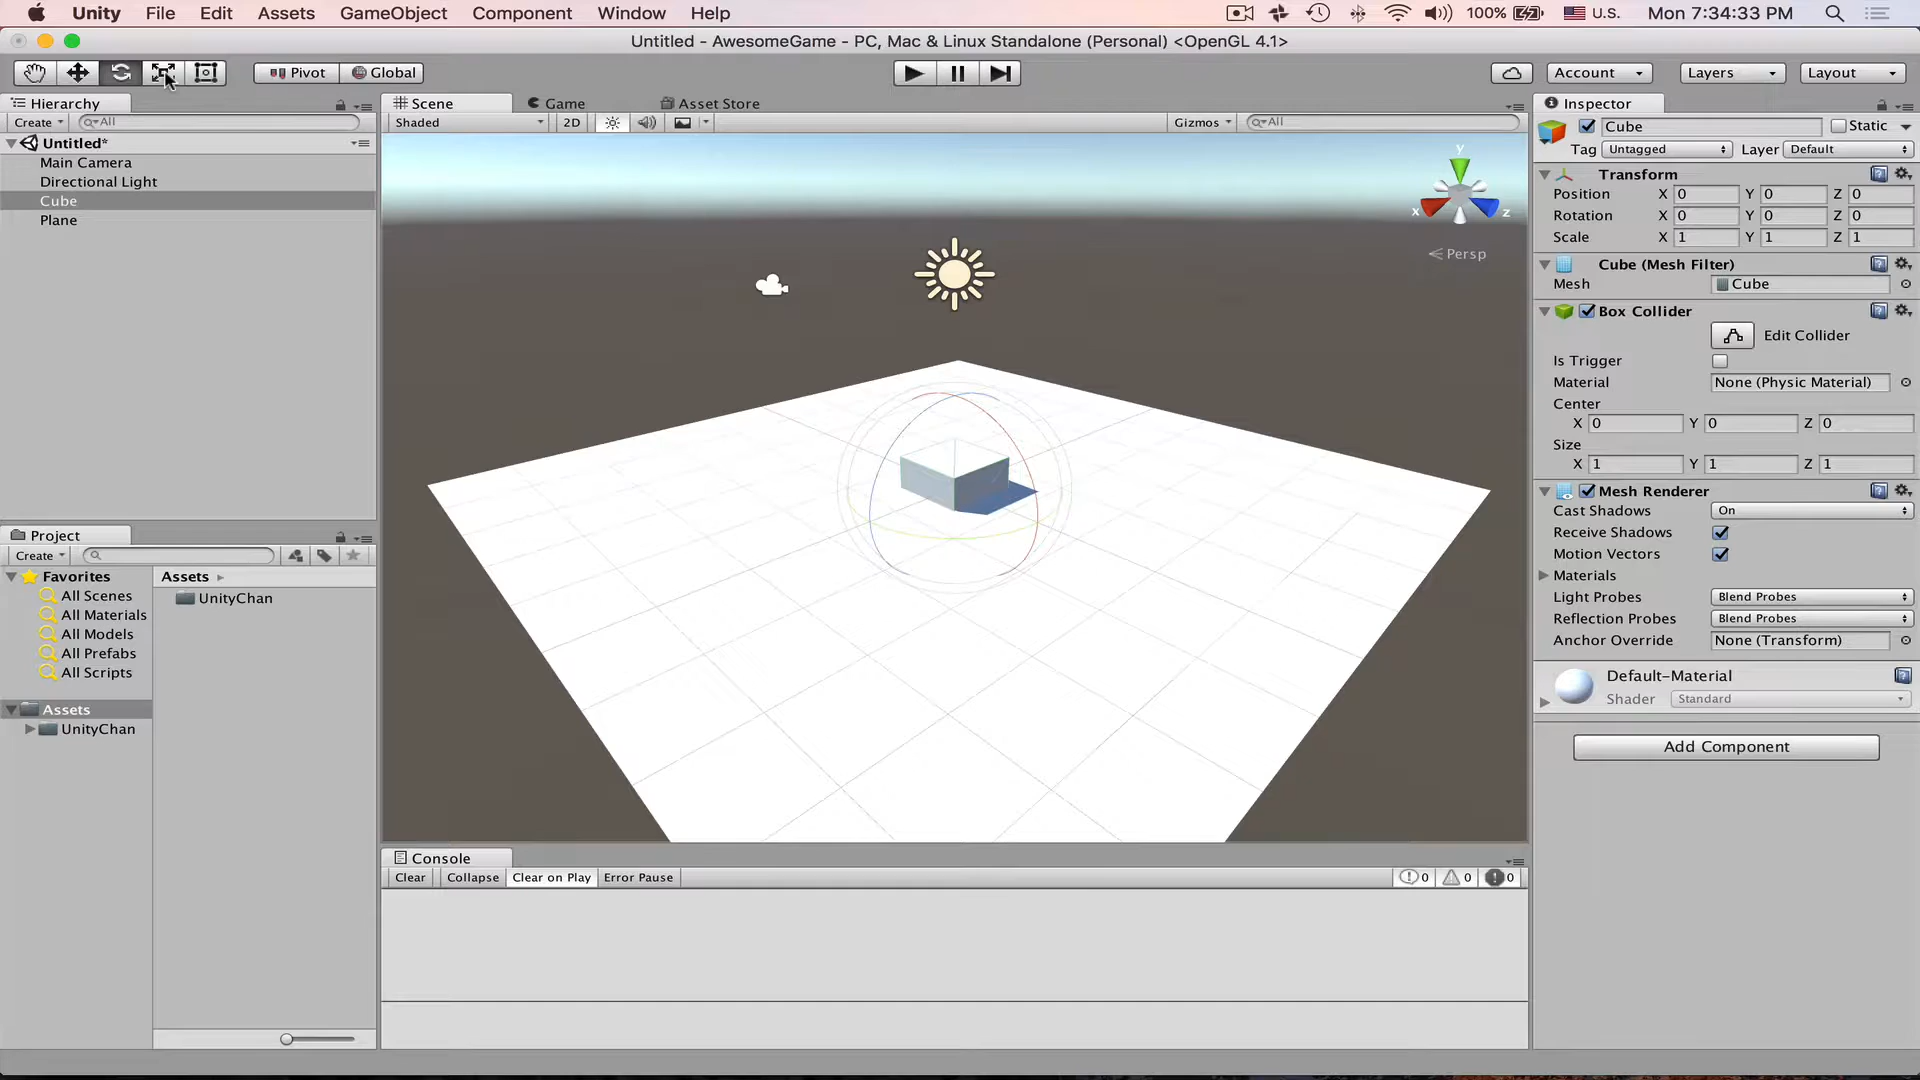 Unity File Edit Assets GameObject Component Window Help 100% U.S. Mon 7:34:33 PM
Untitled - AwesomeGame - PC, Mac & Linux Standalone (Personal) <OpenGL 4.1>
Pivot Global Account Layers Layout
Hierarchy
Create All
Untitled*
Main Camera
Directional Light
Cube
Plane
Scene Game Asset Store
Shaded 2D Gizmos All
y
x z
Persp
Project
Create
Favorites
All Scenes
All Materials
All Models
All Prefabs
All Scripts
Assets
UnityChan
Assets
UnityChan
Console
Clear Collapse Clear on Play Error Pause 0 0 0
Inspector
Cube Static
Tag Untagged Layer Default
Transform
Position X 0 Y 0 Z 0
Rotation X 0 Y 0 Z 0
Scale X 1 Y 1 Z 1
Cube (Mesh Filter)
Mesh Cube
Box Collider
Edit Collider
Is Trigger
Material None (Physic Material)
Center
X 0 Y 0 Z 0
Size
X 1 Y 1 Z 1
Mesh Renderer
Cast Shadows On
Receive Shadows
Motion Vectors
Materials
Light Probes Blend Probes
Reflection Probes Blend Probes
Anchor Override None (Transform)
Default-Material
Shader Standard
Add Component